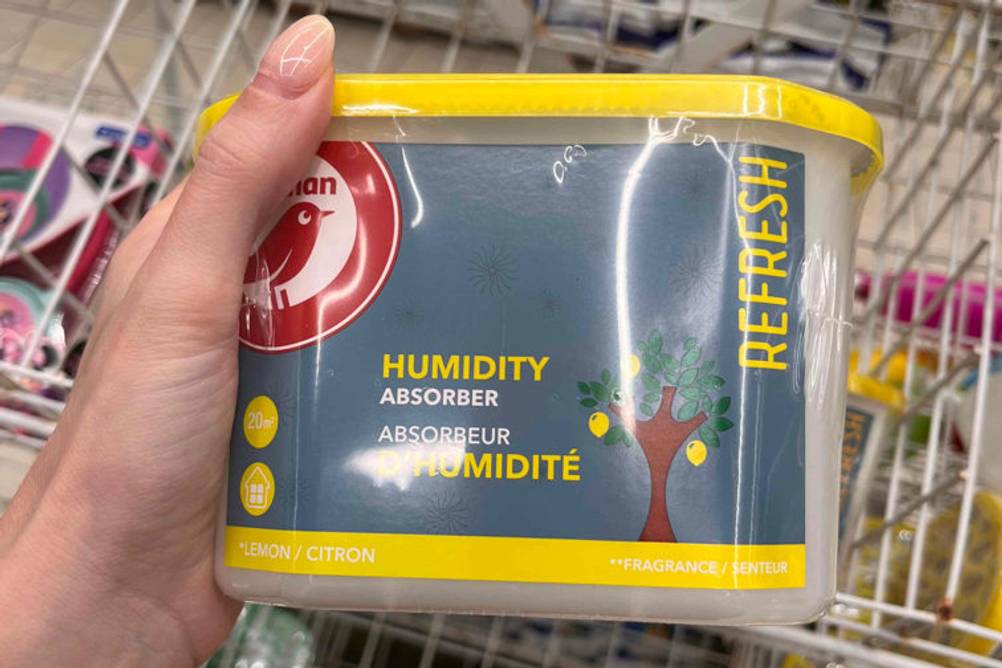 REFRESH
HUMIDITY
ABSORBER
ABSORBEUR
D'HUMIDITÉ
20m²
*LEMON / CITRON
**FRAGRANCE / SENTEUR